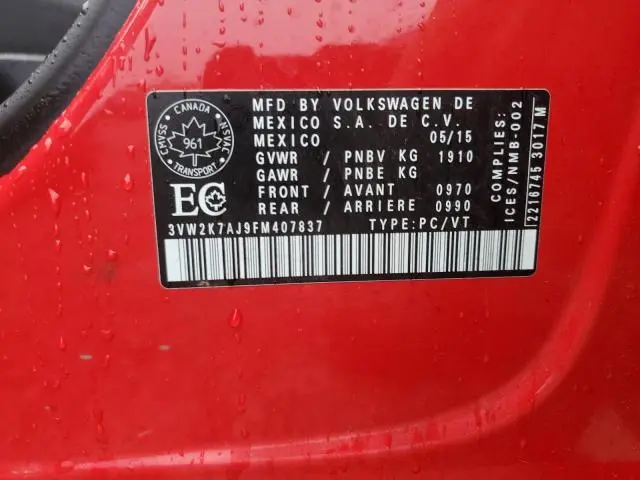 CANADA
CMVSS
NSVAC
961
TRANSPORT
EC
MFD BY VOLKSWAGEN DE
MEXICO S.A. DE C.V.
MEXICO 05/15
GVWR / PNBV KG 1910
GAWR / PNBE KG
FRONT / AVANT 0970
REAR / ARRIERE 0990
3VW2K7AJ9FM407837 TYPE:PC/VT
COMPLIES:
ICES/NMB-002
2216745 3017 M